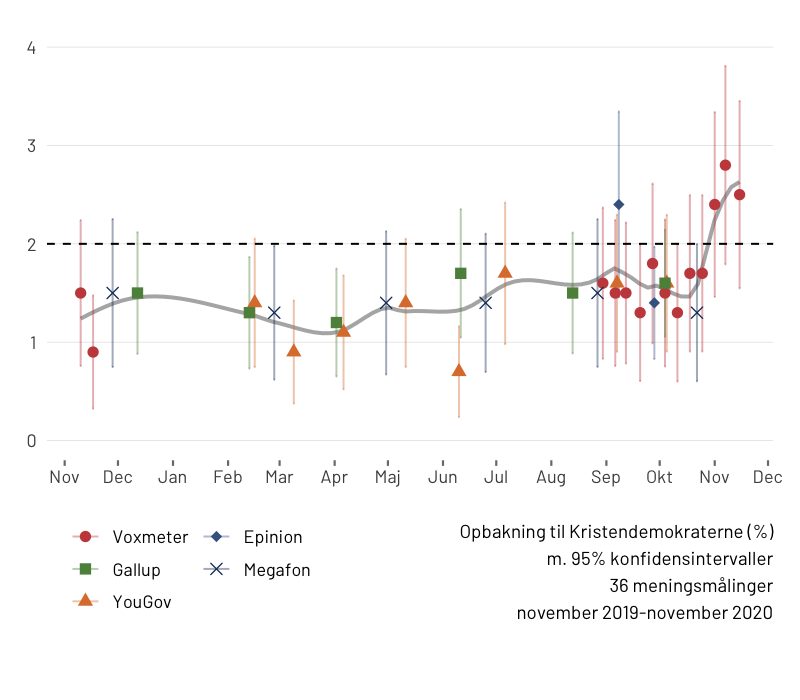 4
3
2
1
0
Nov Dec Jan Feb Mar Apr Maj Jun Jul Aug Sep Okt Nov Dec
Voxmeter Epinion
Gallup Megafon
YouGov
Opbakning til Kristendemokraterne (%)
m. 95% konfidensintervaller
36 meningsmålinger
november 2019-november 2020